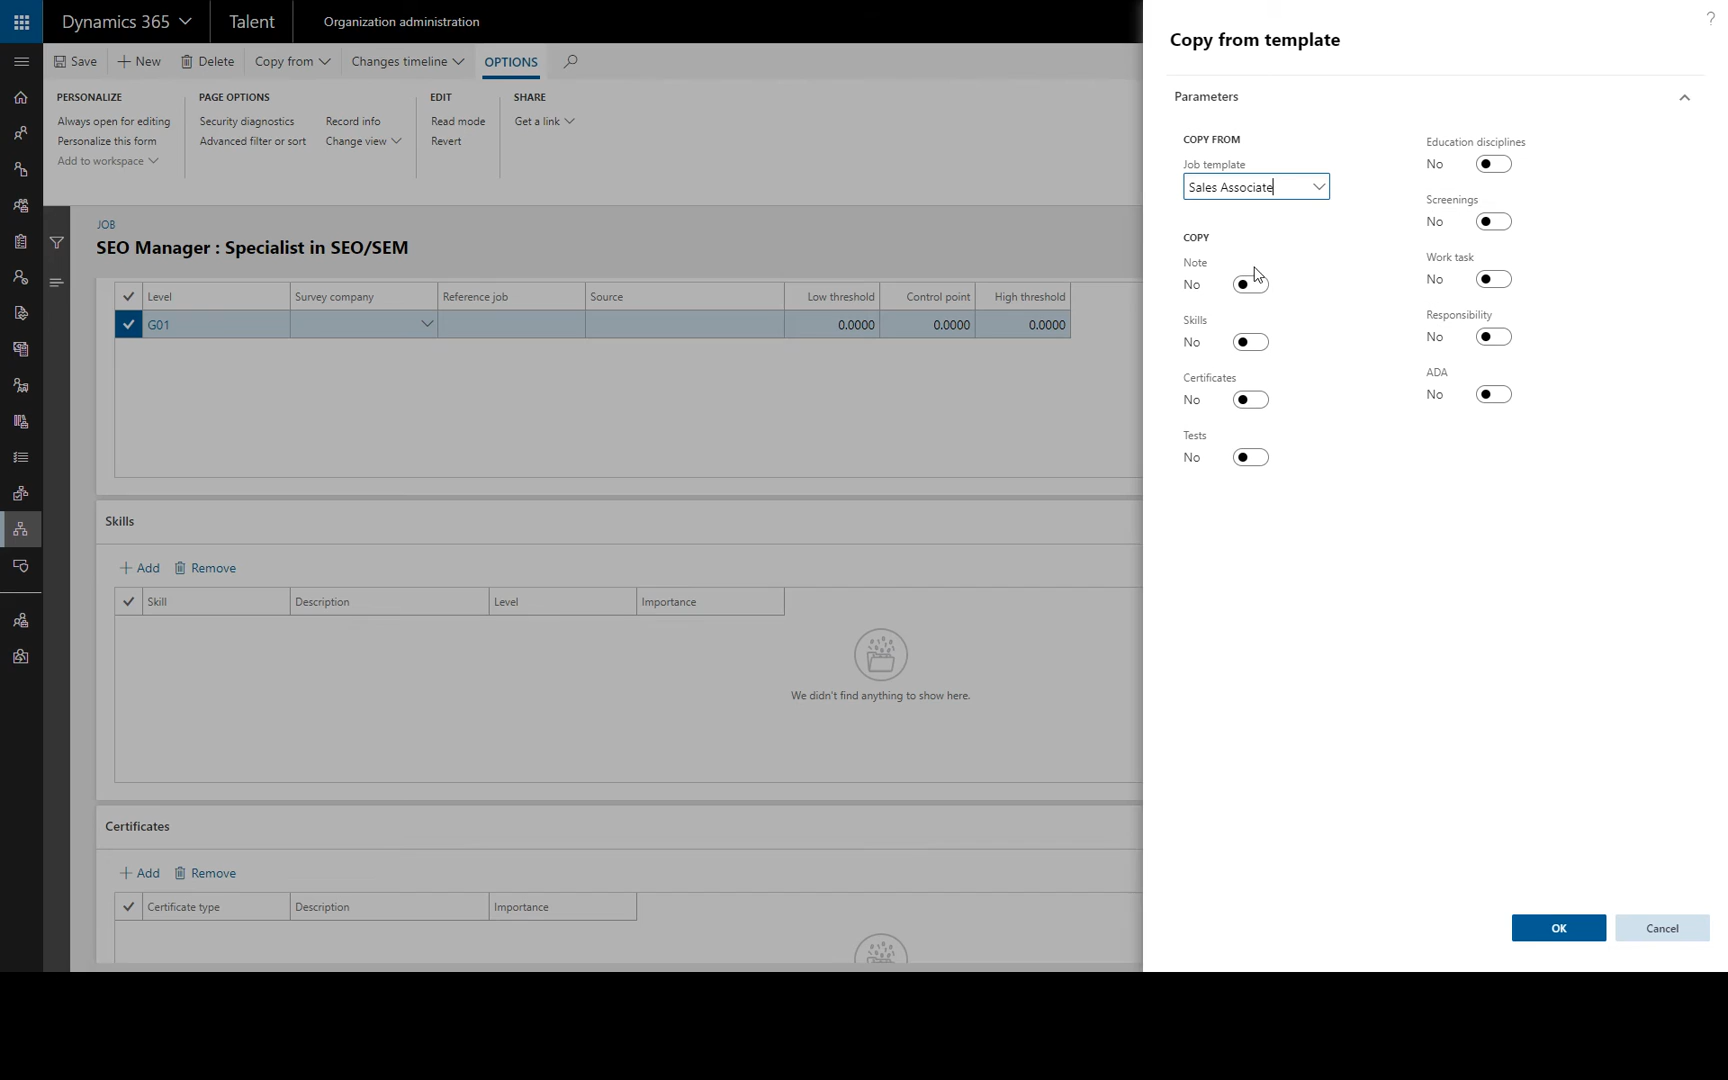 Dynamics 365
Talent
Organization administration
?
Save
New
Delete
Copy from
Changes timeline
OPTIONS
PERSONALIZE
Always open for editing
Personalize this form
Add to workspace
PAGE OPTIONS
Security diagnostics
Advanced filter or sort
Record info
Change view
EDIT
Read mode
Revert
SHARE
Get a link
JOB
SEO Manager : Specialist in SEO/SEM
Level Survey company Reference job Source Low threshold Control point High threshold
G01 0.0000 0.0000 0.0000
Skills
Add Remove
Skill Description Level Importance
We didn't find anything to show here.
Certificates
Add Remove
Certificate type Description Importance
Copy from template
Parameters
COPY FROM
Job template
Sales Associate
COPY
Note
No
Skills
No
Certificates
No
Tests
No
Education disciplines
No
Screenings
No
Work task
No
Responsibility
No
ADA
No
OK Cancel